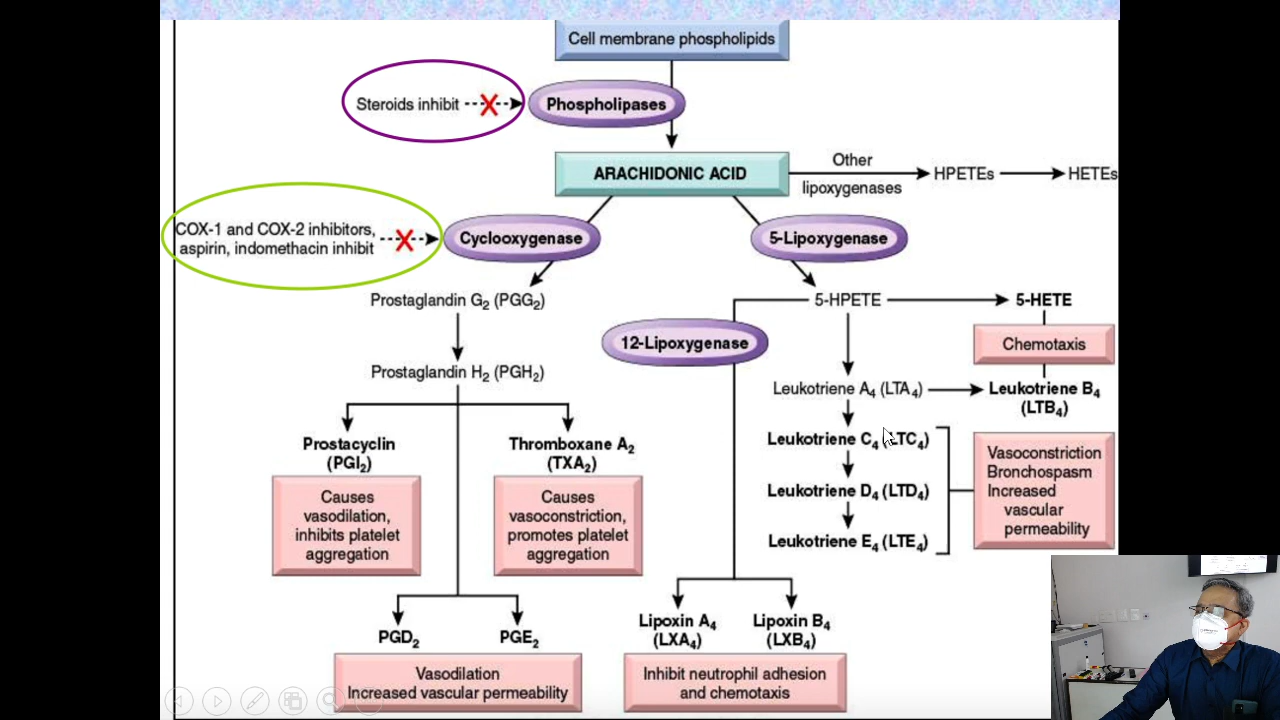 Cell membrane phospholipids
Steroids inhibit
Phospholipases
ARACHIDONIC ACID
Other
lipoxygenases
HPETEs
HETEs
COX-1 and COX-2 inhibitors,
aspirin, indomethacin inhibit
Cyclooxygenase
5-Lipoxygenase
Prostaglandin G2 (PGG2)
5-HPETE
5-HETE
12-Lipoxygenase
Chemotaxis
Prostaglandin H2 (PGH2)
Leukotriene A4 (LTA4)
Leukotriene B4
(LTB4)
Prostacyclin
(PGI2)
Thromboxane A2
(TXA2)
Leukotriene C4 (LTC4)
Leukotriene D4 (LTD4)
Leukotriene E4 (LTE4)
Vasoconstriction
Bronchospasm
Increased
vascular
permeability
Causes
vasodilation,
inhibits platelet
aggregation
Causes
vasoconstriction,
promotes platelet
aggregation
PGD2
PGE2
Vasodilation
Increased vascular permeability
Lipoxin A4
(LXA4)
Lipoxin B4
(LXB4)
Inhibit neutrophil adhesion
and chemotaxis